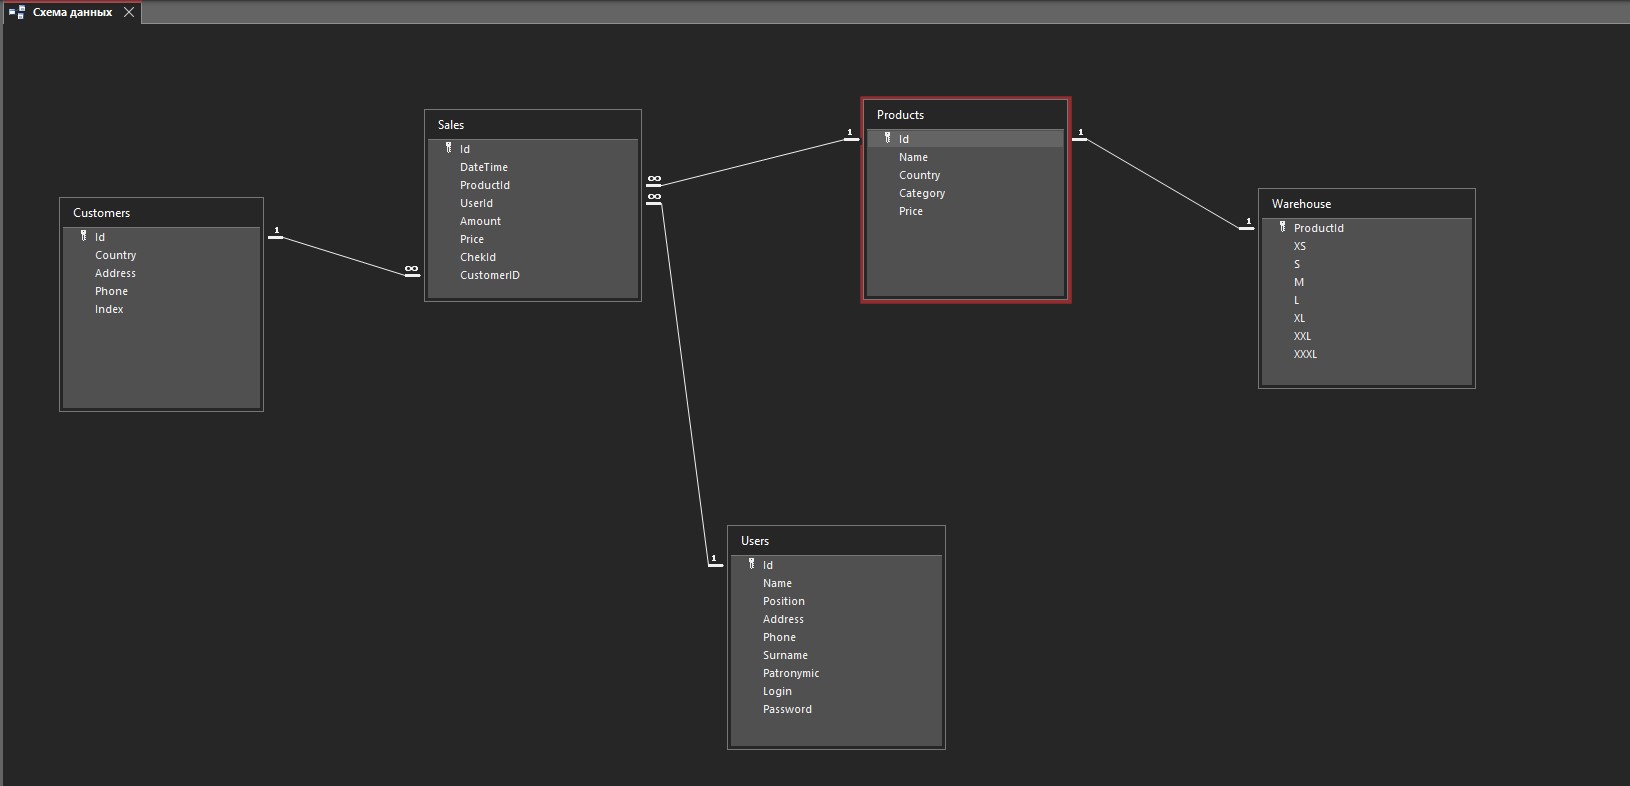 Схема данных
Customers
Id
Country
Address
Phone
Index
1
∞
Sales
Id
DateTime
ProductId
UserId
Amount
Price
ChekId
CustomerID
∞
∞
1
Products
Id
Name
Country
Category
Price
1
1
Warehouse
ProductId
XS
S
M
L
XL
XXL
XXXL
1
Users
Id
Name
Position
Address
Phone
Surname
Patronymic
Login
Password